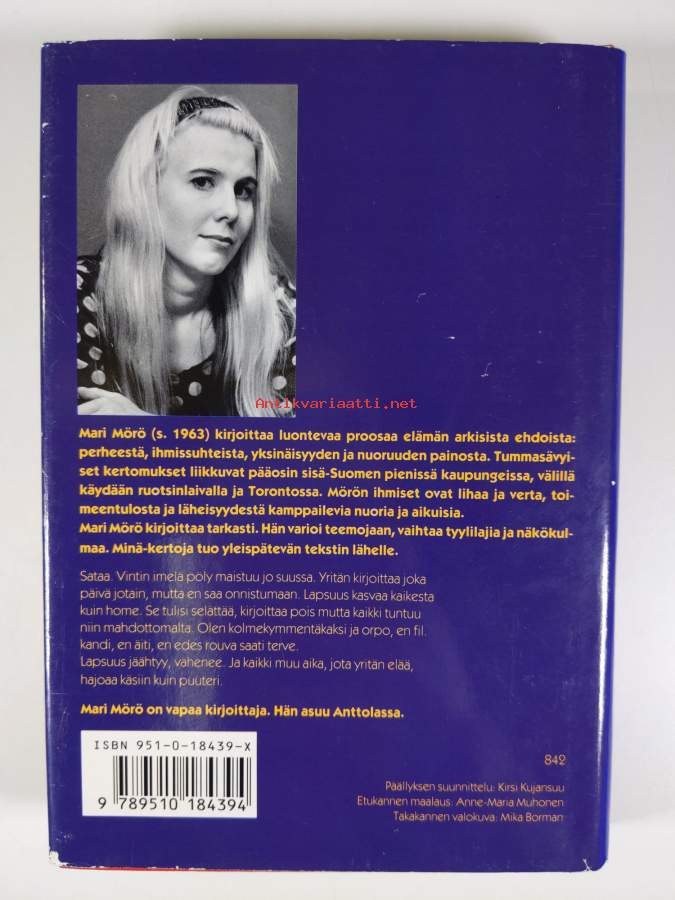 Antikvariaatti.net
Mari Mörö (s. 1963) kirjoittaa luontevaa proosaa elämän arkisista ehdoista:
perheestä, ihmissuhteista, yksinäisyyden ja nuoruuden painosta. Tummasävyi-
set kertomukset liikkuvat pääosin sisä-Suomen pienissä kaupungeissa, välillä
käydään ruotsinlaivalla ja Torontossa. Mörön ihmiset ovat lihaa ja verta, toi-
meentulosta ja läheisyydestä kamppailevia nuoria ja aikuisia.
Mari Mörö kirjoittaa tarkasti. Hän varioi teemojaan, vaihtaa tyylilajia ja näkökul-
maa. Minä-kertoja tuo yleispätevän tekstin lähelle.
Sataa. Vintin imelä pöly maistuu jo suussa. Yritän kirjoittaa joka
päivä jotain, mutta en saa onnistumaan. Lapsuus kasvaa kaikesta
kuin home. Se tulisi selättää, kirjoittaa pois mutta kaikki tuntuu
niin mahdottomalta. Olen kolmekymmentäkaksi ja orpo, en fil.
kandi, en äiti, en edes rouva saati terve.
Lapsuus jäähtyy, vähenee. Ja kaikki muu aika, jota yritän elää,
hajoaa käsiin kuin puuteri.
Mari Mörö on vapaa kirjoittaja. Hän asuu Anttolassa.
ISBN 951-0-18439-X
9 789510 184394
842
Päällyksen suunnittelu: Kirsi Kujansuu
Etukannen maalaus: Anne-Maria Muhonen
Takakannen valokuva: Mika Borman